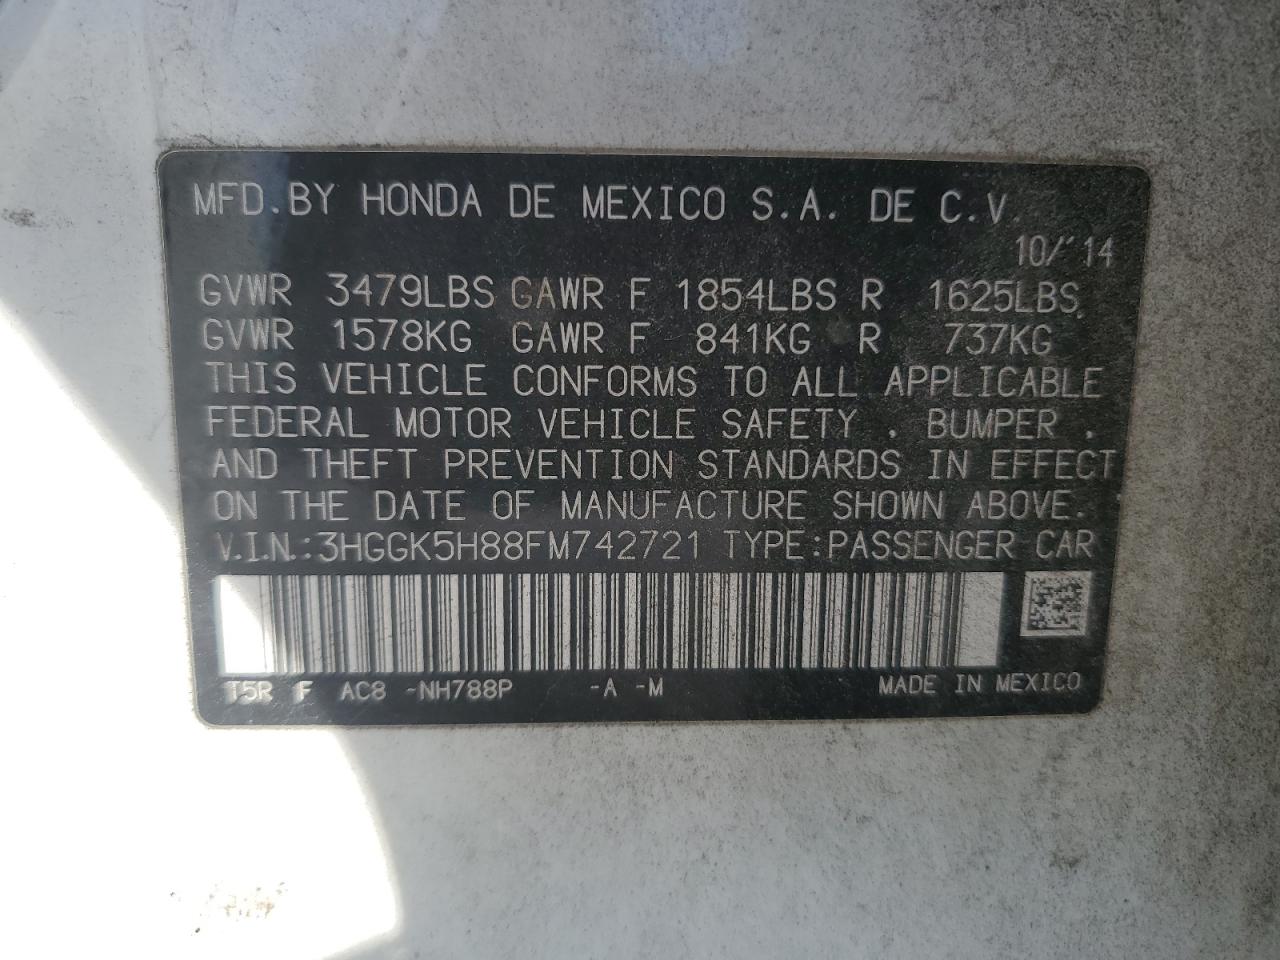 MFD.BY HONDA DE MEXICO S.A. DE C.V.
10/'14
GVWR 3479LBS GAWR F 1854LBS R 1625LBS
GVWR 1578KG GAWR F 841KG R 737KG
THIS VEHICLE CONFORMS TO ALL APPLICABLE
FEDERAL MOTOR VEHICLE SAFETY , BUMPER ,
AND THEFT PREVENTION STANDARDS IN EFFECT
ON THE DATE OF MANUFACTURE SHOWN ABOVE.
V.I.N.:3HGGK5H88FM742721 TYPE:PASSENGER CAR
T5R F AC8 -NH788P -A -M MADE IN MEXICO